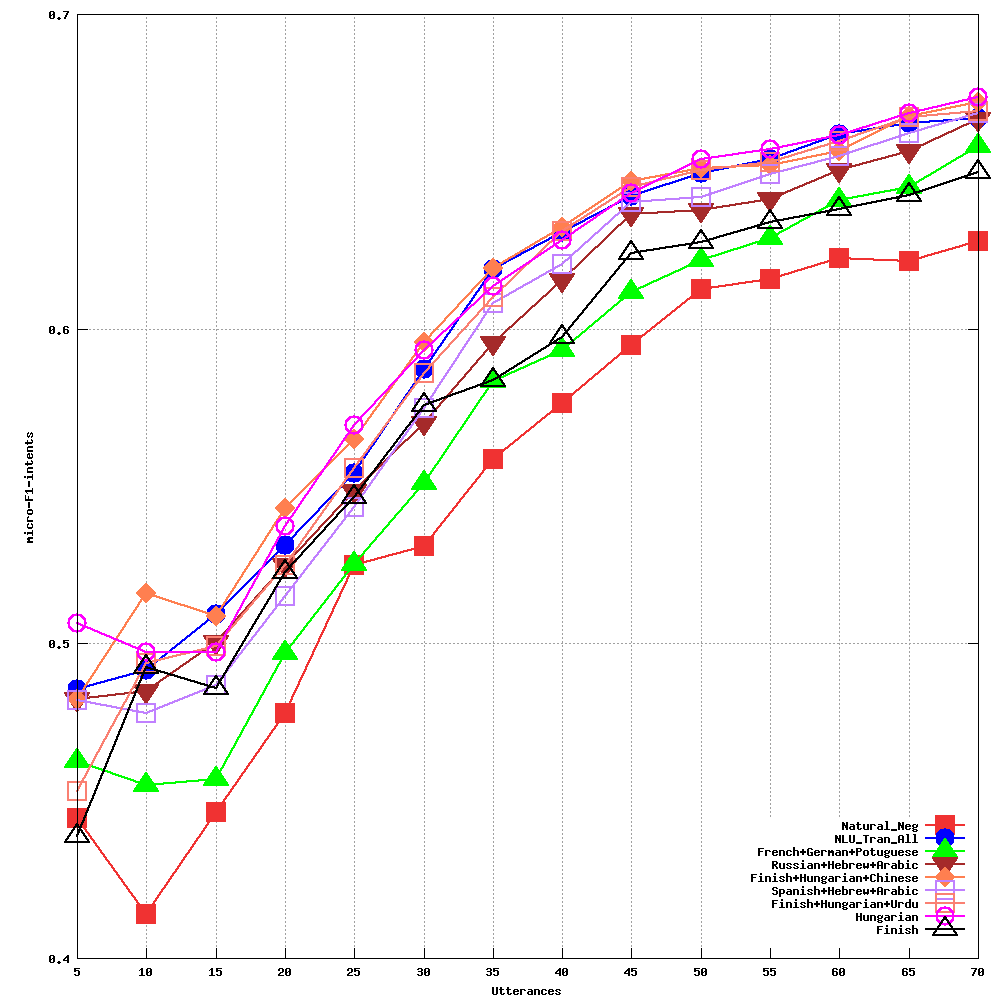 0.7
0.6
0.5
0.4
micro-F1-intents
Natural_Neg
NLU_Tran_All
French+German+Potuguese
Russian+Hebrew+Arabic
Finish+Hungarian+Chinese
Spanish+Hebrew+Arabic
Finish+Hungarian+Urdu
Hungarian
Finish
5 10 15 20 25 30 35 40 45 50 55 60 65 70
Utterances